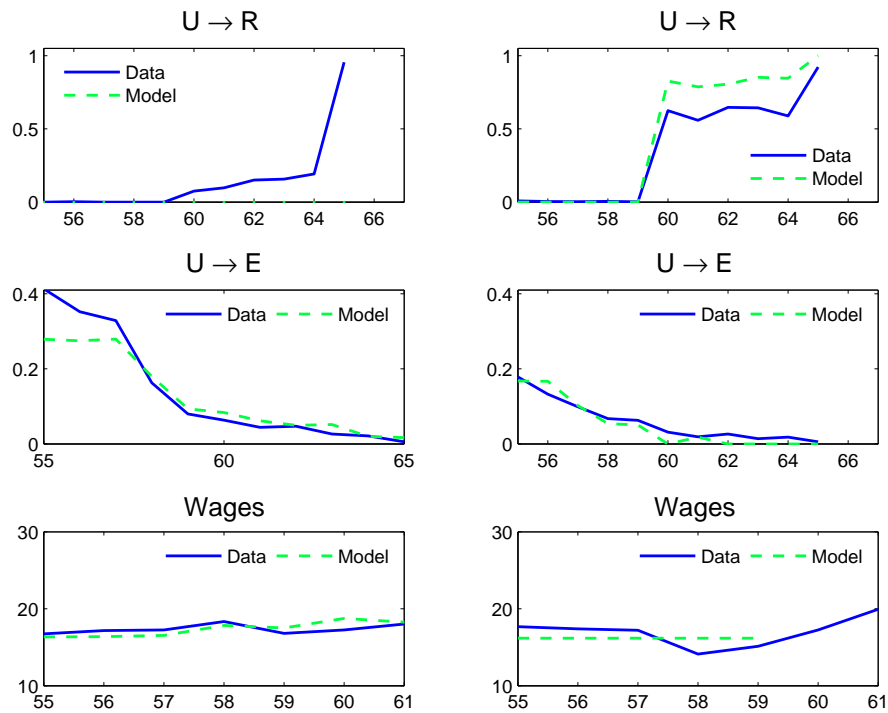 U → R
U → R
1
0.5
0
Data
Model
56 58 60 62 64 66
1
0.5
0
Data
Model
56 58 60 62 64 66
U → E
U → E
0.4
0.2
0
Data Model
55 60 65
0.4
0.2
0
Data Model
56 58 60 62 64 66
Wages
Wages
30
20
10
Data Model
55 56 57 58 59 60 61
30
20
10
Data Model
55 56 57 58 59 60 61